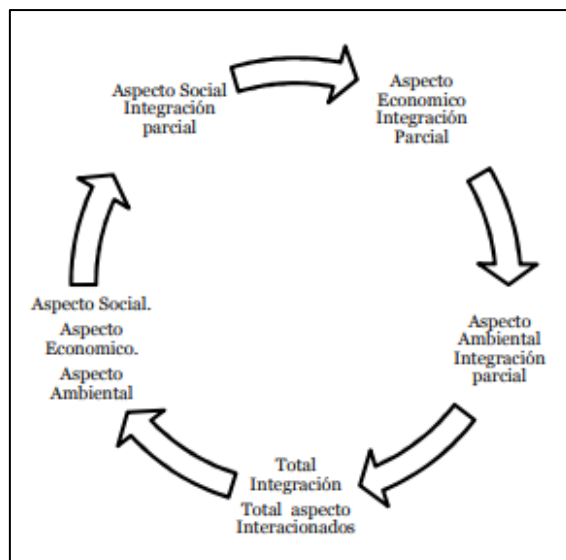 Aspecto Social
Integración
parcial
Aspecto
Economico
Integración
Parcial
Aspecto
Ambiental
Integración
parcial
Total
Integración
Total aspecto
Interacionados
Aspecto Social.
Aspecto
Economico.
Aspecto
Ambiental